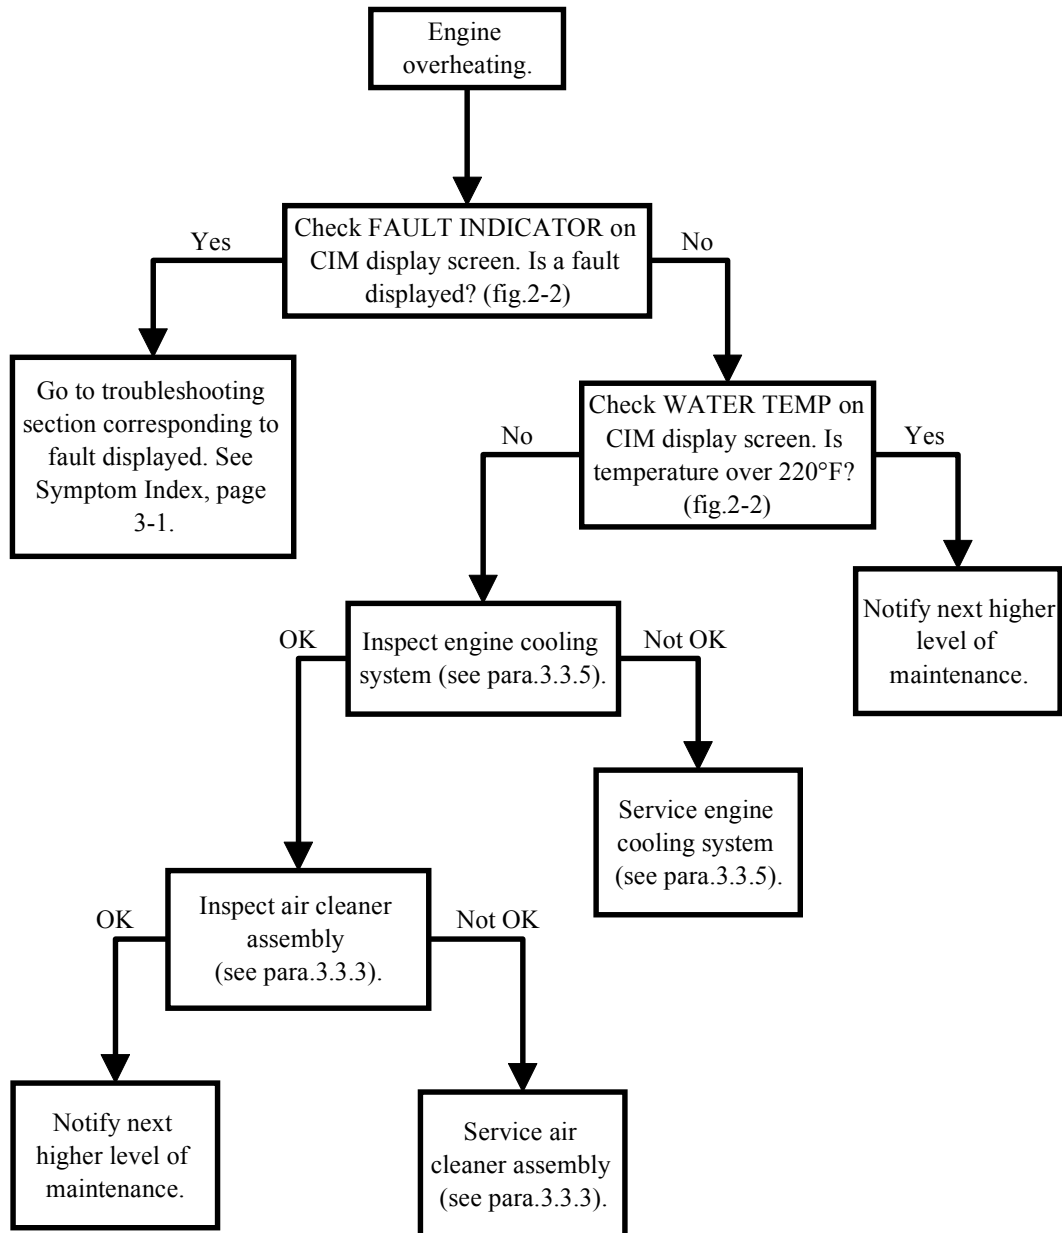 Engine
overheating.
Check FAULT INDICATOR on
CIM display screen. Is a fault
displayed? (fig.2-2)
Yes
No
Go to troubleshooting
section corresponding to
fault displayed. See
Symptom Index, page
3-1.
Check WATER TEMP on
CIM display screen. Is
temperature over 220°F?
(fig.2-2)
No
Yes
Notify next higher
level of
maintenance.
Inspect engine cooling
system (see para.3.3.5).
OK
Not OK
Service engine
cooling system
(see para.3.3.5).
Inspect air cleaner
assembly
(see para.3.3.3).
OK
Not OK
Notify next
higher level of
maintenance.
Service air
cleaner assembly
(see para.3.3.3).